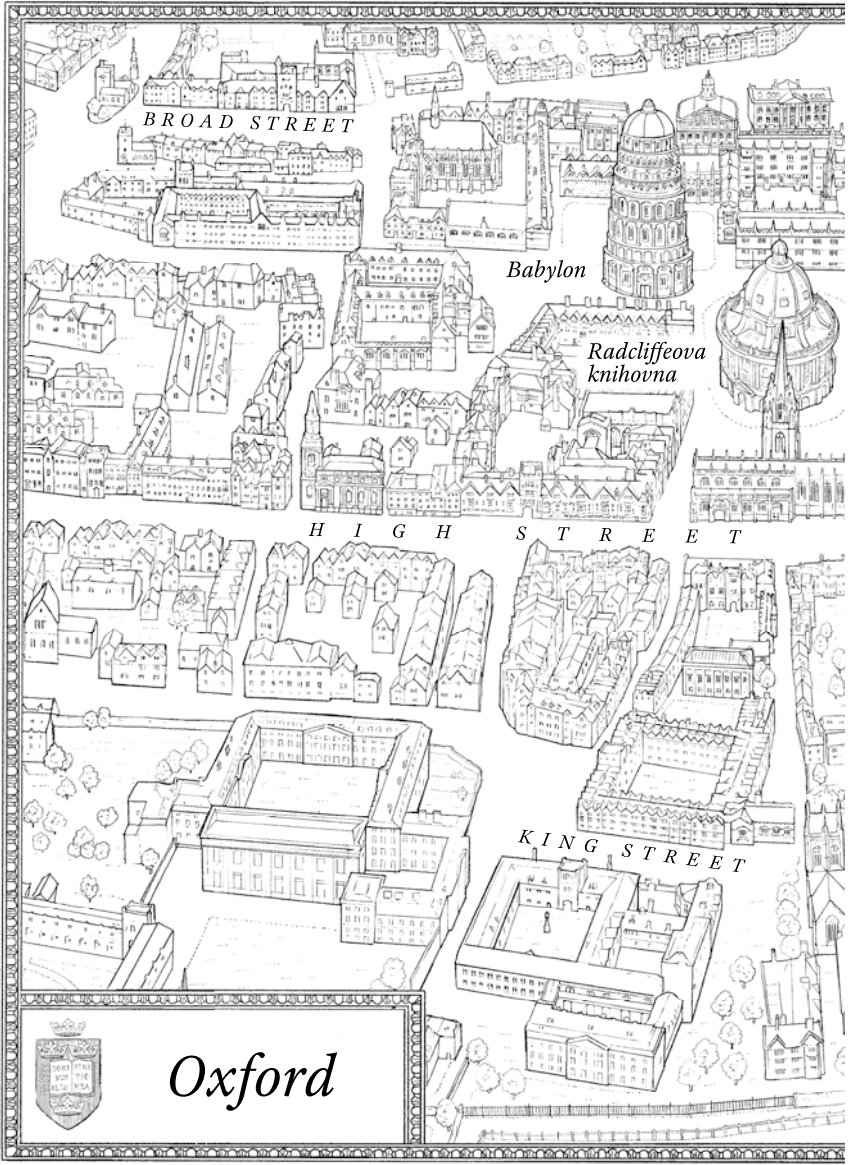 BROAD STREET
Babylon
Radcliffeova
knihovna
HIGH STREET
KING STREET
Oxford